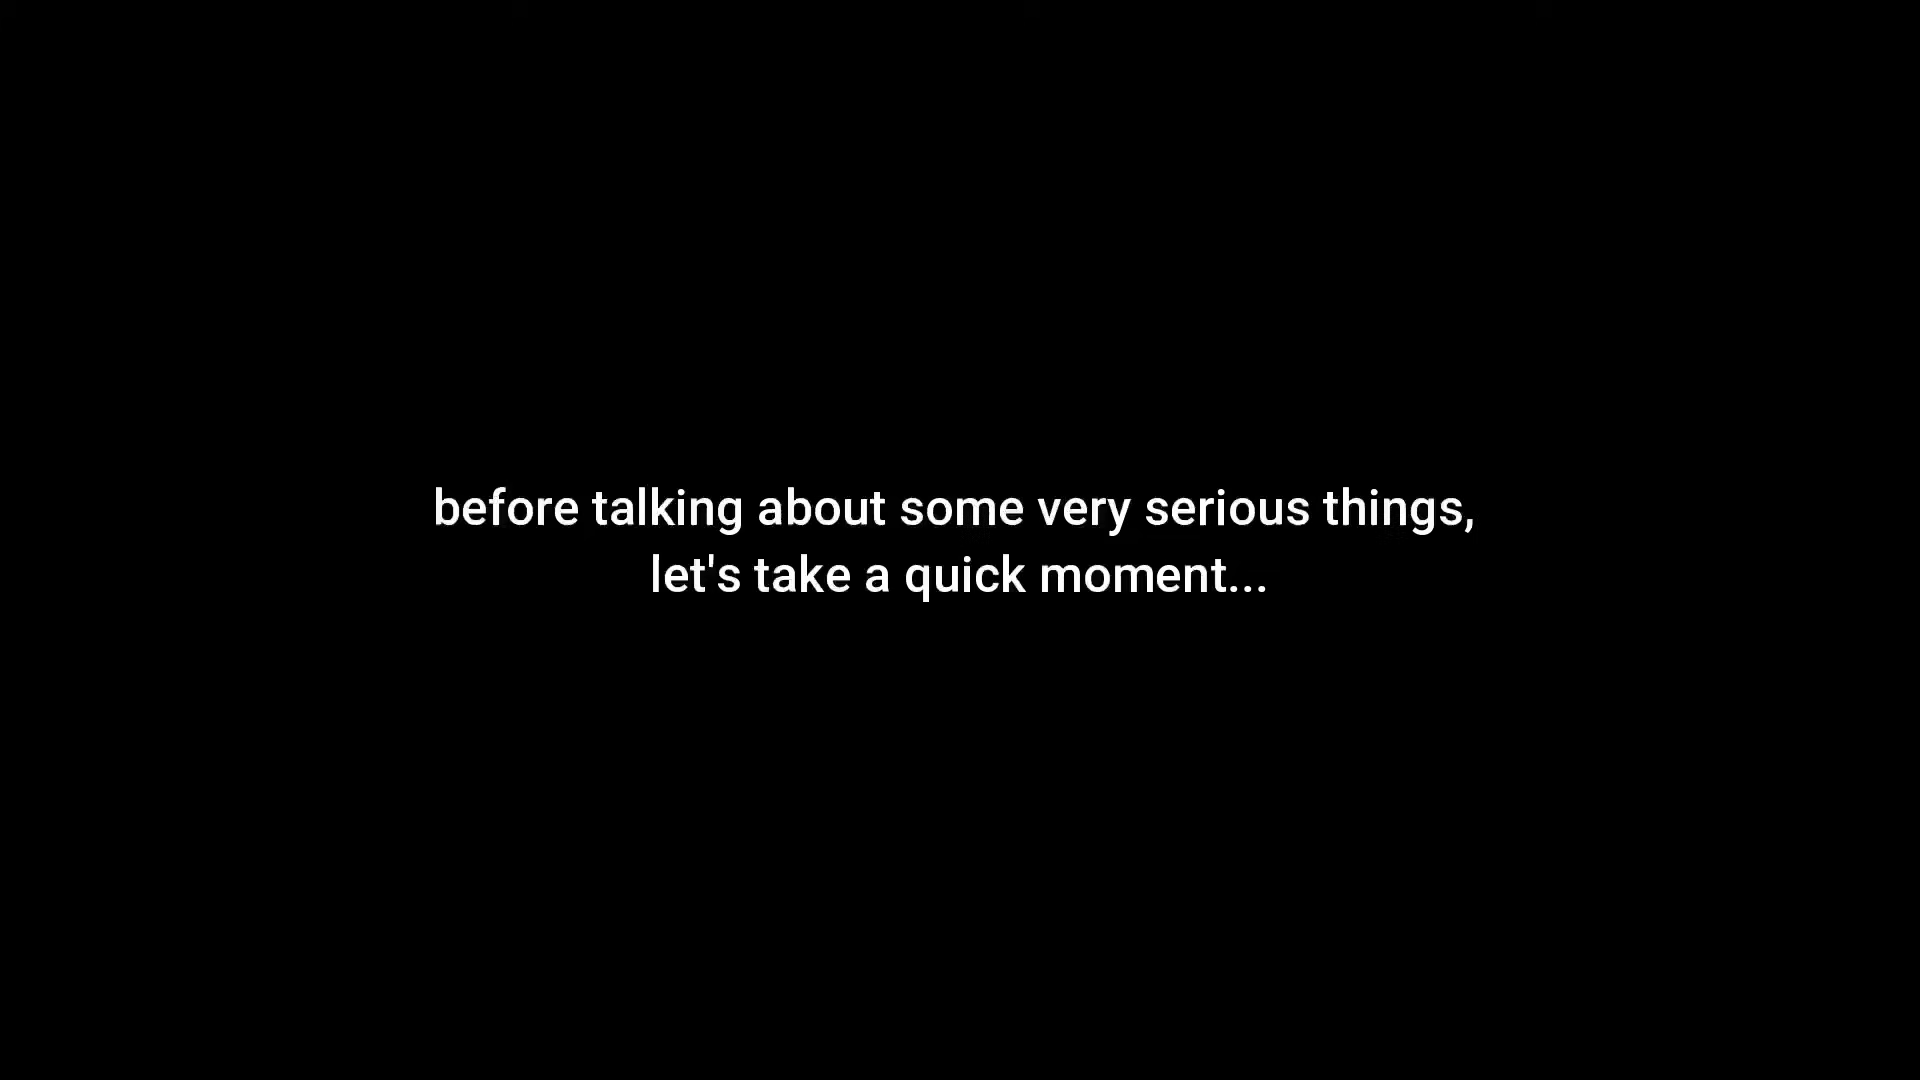 before talking about some very serious things,
let's take a quick moment...